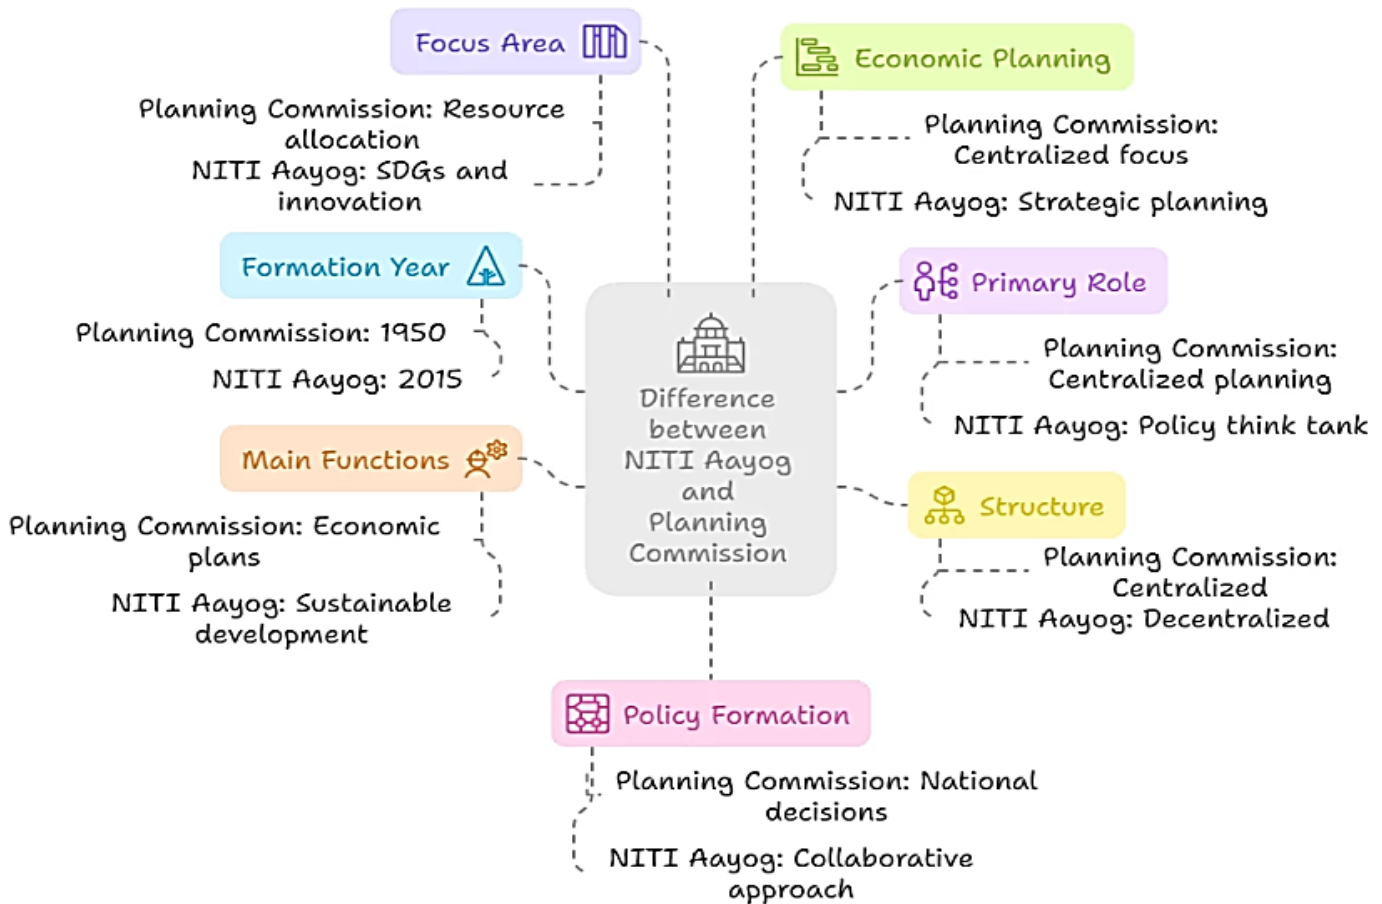 Focus Area
Planning Commission: Resource
allocation
NITI Aayog: SDGs and
innovation
Economic Planning
Planning Commission:
Centralized focus
NITI Aayog: Strategic planning
Formation Year
Planning Commission: 1950
NITI Aayog: 2015
Primary Role
Planning Commission:
Centralized planning
NITI Aayog: Policy think tank
Difference
between
NITI Aayog
and
Planning
Commission
Main Functions
Planning Commission: Economic
plans
NITI Aayog: Sustainable
development
Structure
Planning Commission:
Centralized
NITI Aayog: Decentralized
Policy Formation
Planning Commission: National
decisions
NITI Aayog: Collaborative
approach